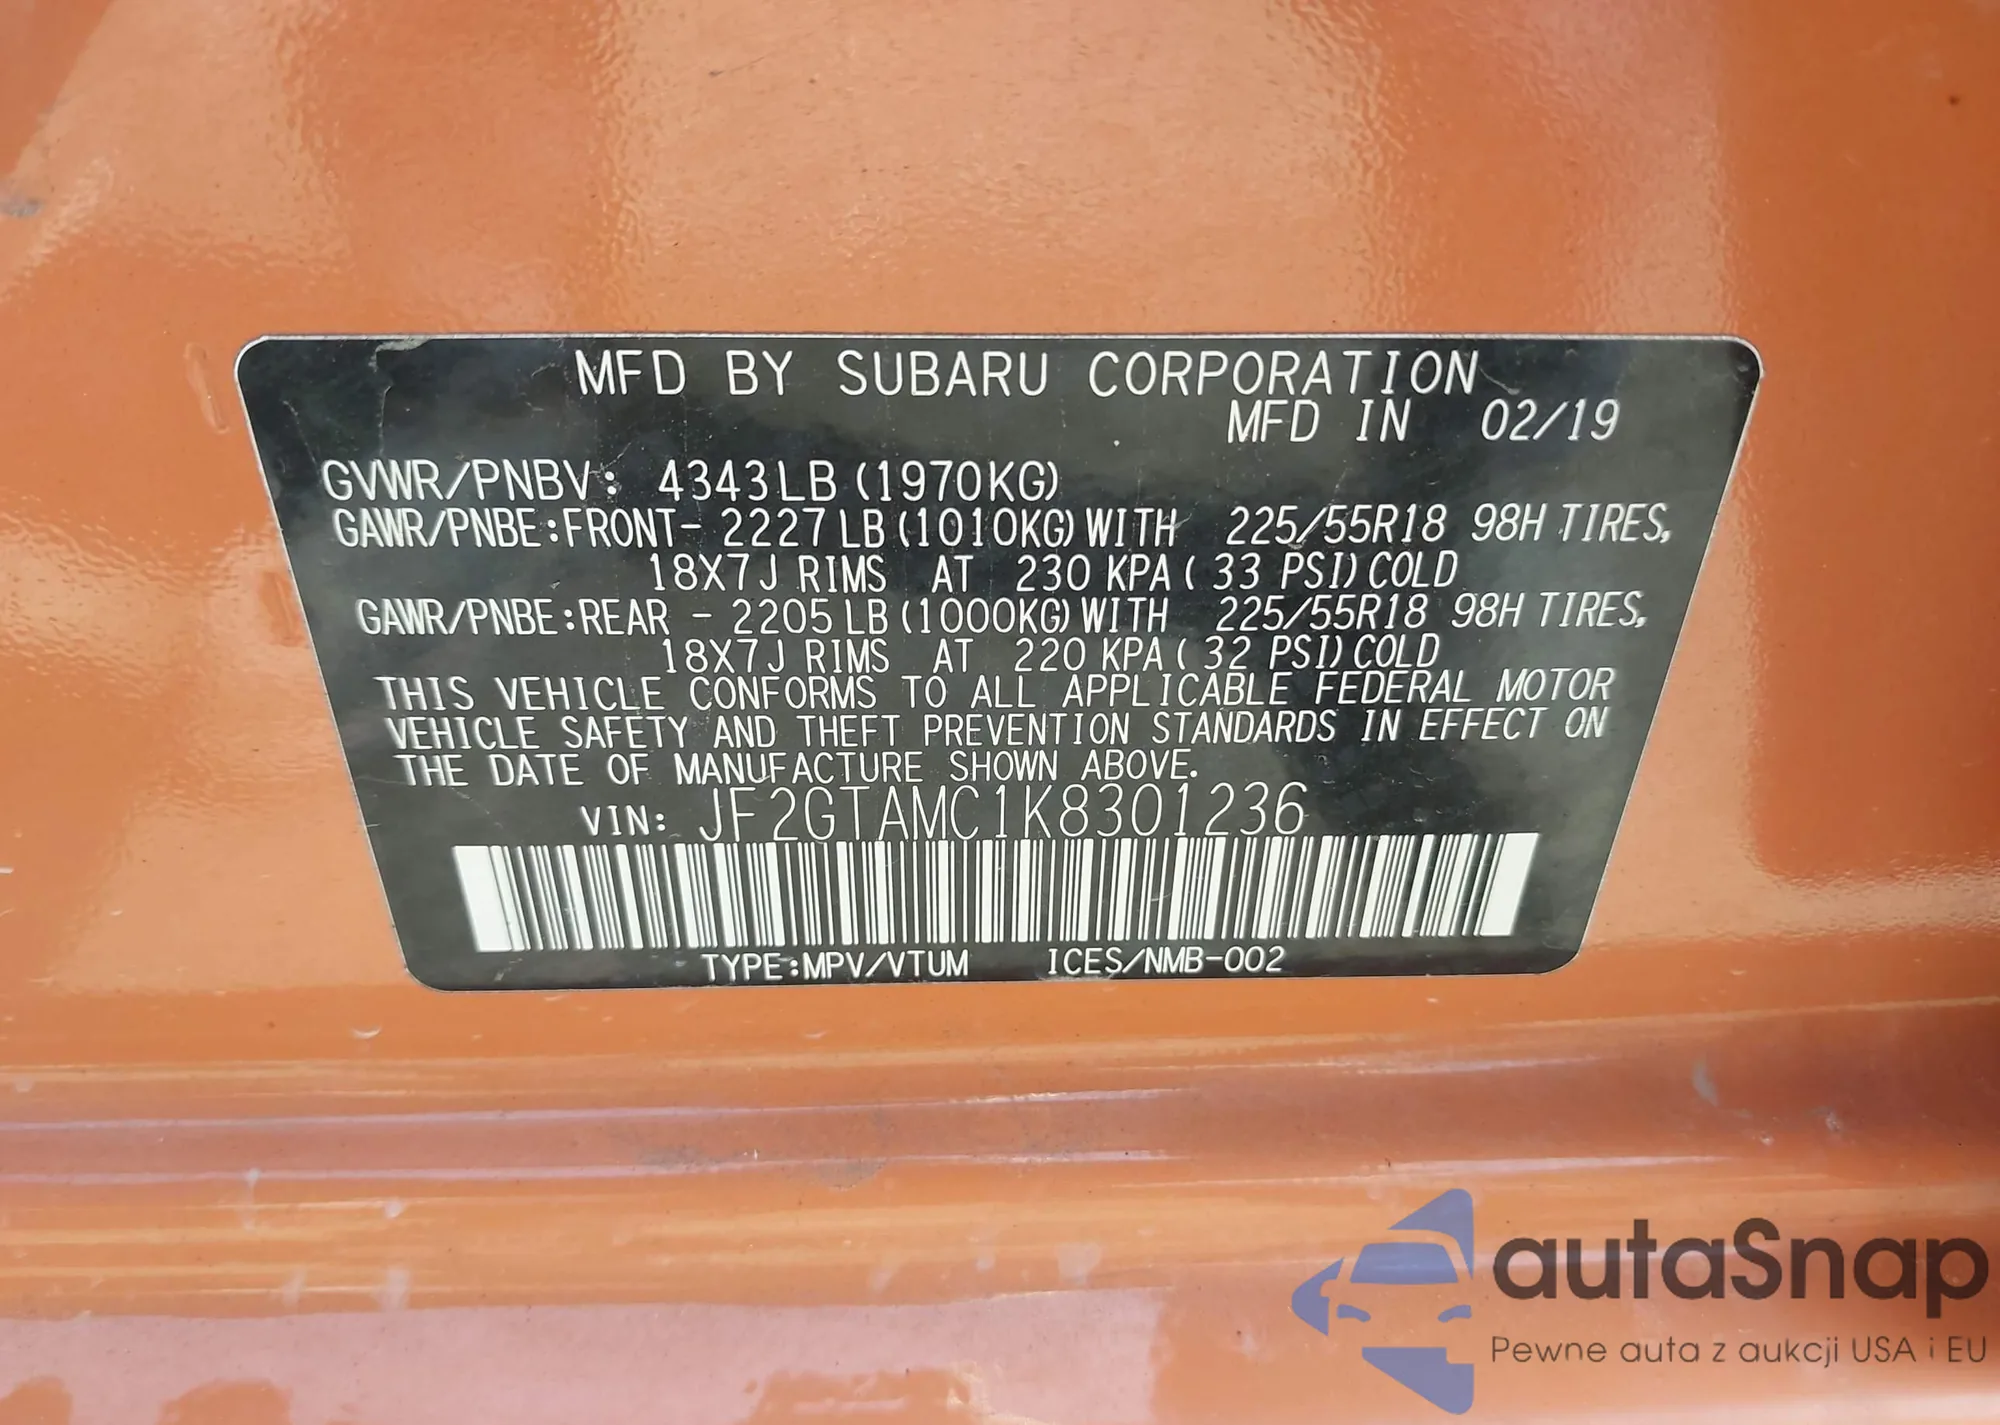 MFD BY SUBARU CORPORATION
MFD IN 02/19
GVWR/PNBV: 4343LB (1970KG)
GAWR/PNBE:FRONT- 2227 LB (1010KG) WITH 225/55R18 98H TIRES,
18X7J RIMS AT 230 KPA ( 33 PSI) COLD
GAWR/PNBE:REAR - 2205 LB (1000KG) WITH 225/55R18 98H TIRES,
18X7J RIMS AT 220 KPA ( 32 PSI) COLD
THIS VEHICLE CONFORMS TO ALL APPLICABLE FEDERAL MOTOR
VEHICLE SAFETY AND THEFT PREVENTION STANDARDS IN EFFECT ON
THE DATE OF MANUFACTURE SHOWN ABOVE.
VIN: JF2GTAMC1K8301236
TYPE:MPV/VTUM ICES/NMB-002
autaSnap
Pewne auta z aukcji USA i EU